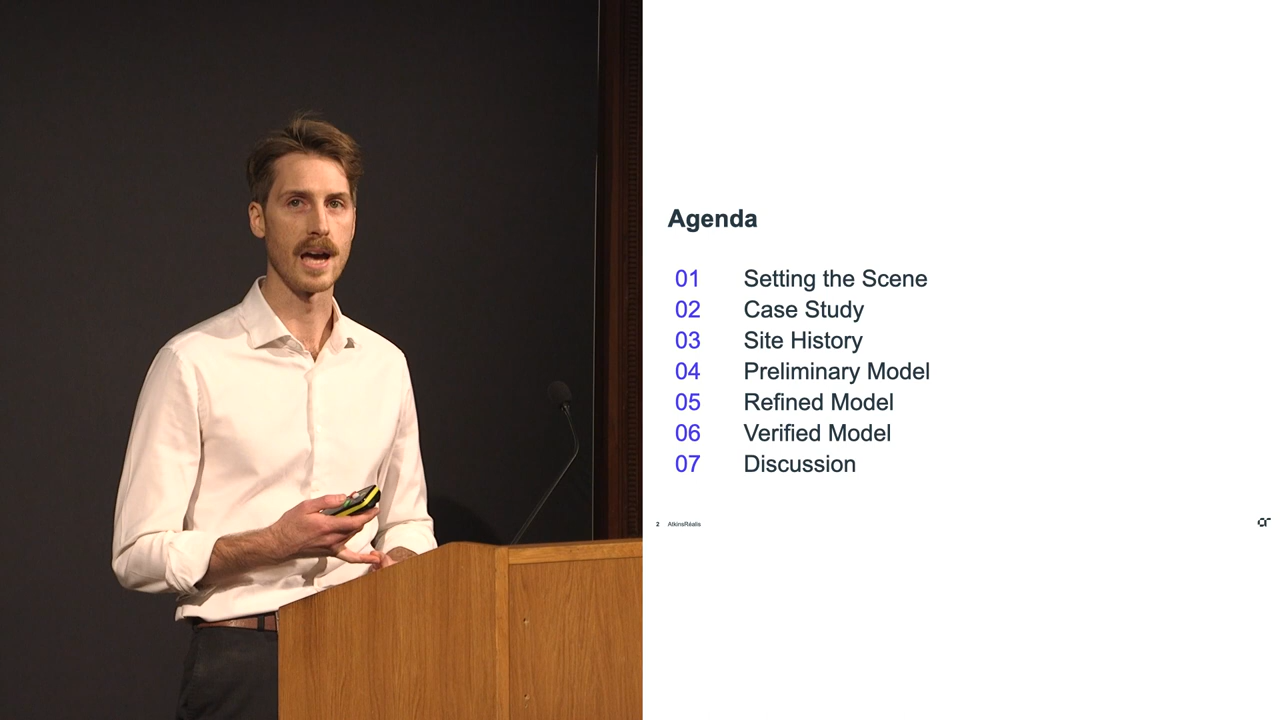 Agenda
01 Setting the Scene
02 Case Study
03 Site History
04 Preliminary Model
05 Refined Model
06 Verified Model
07 Discussion
2 AtkinsRéalis